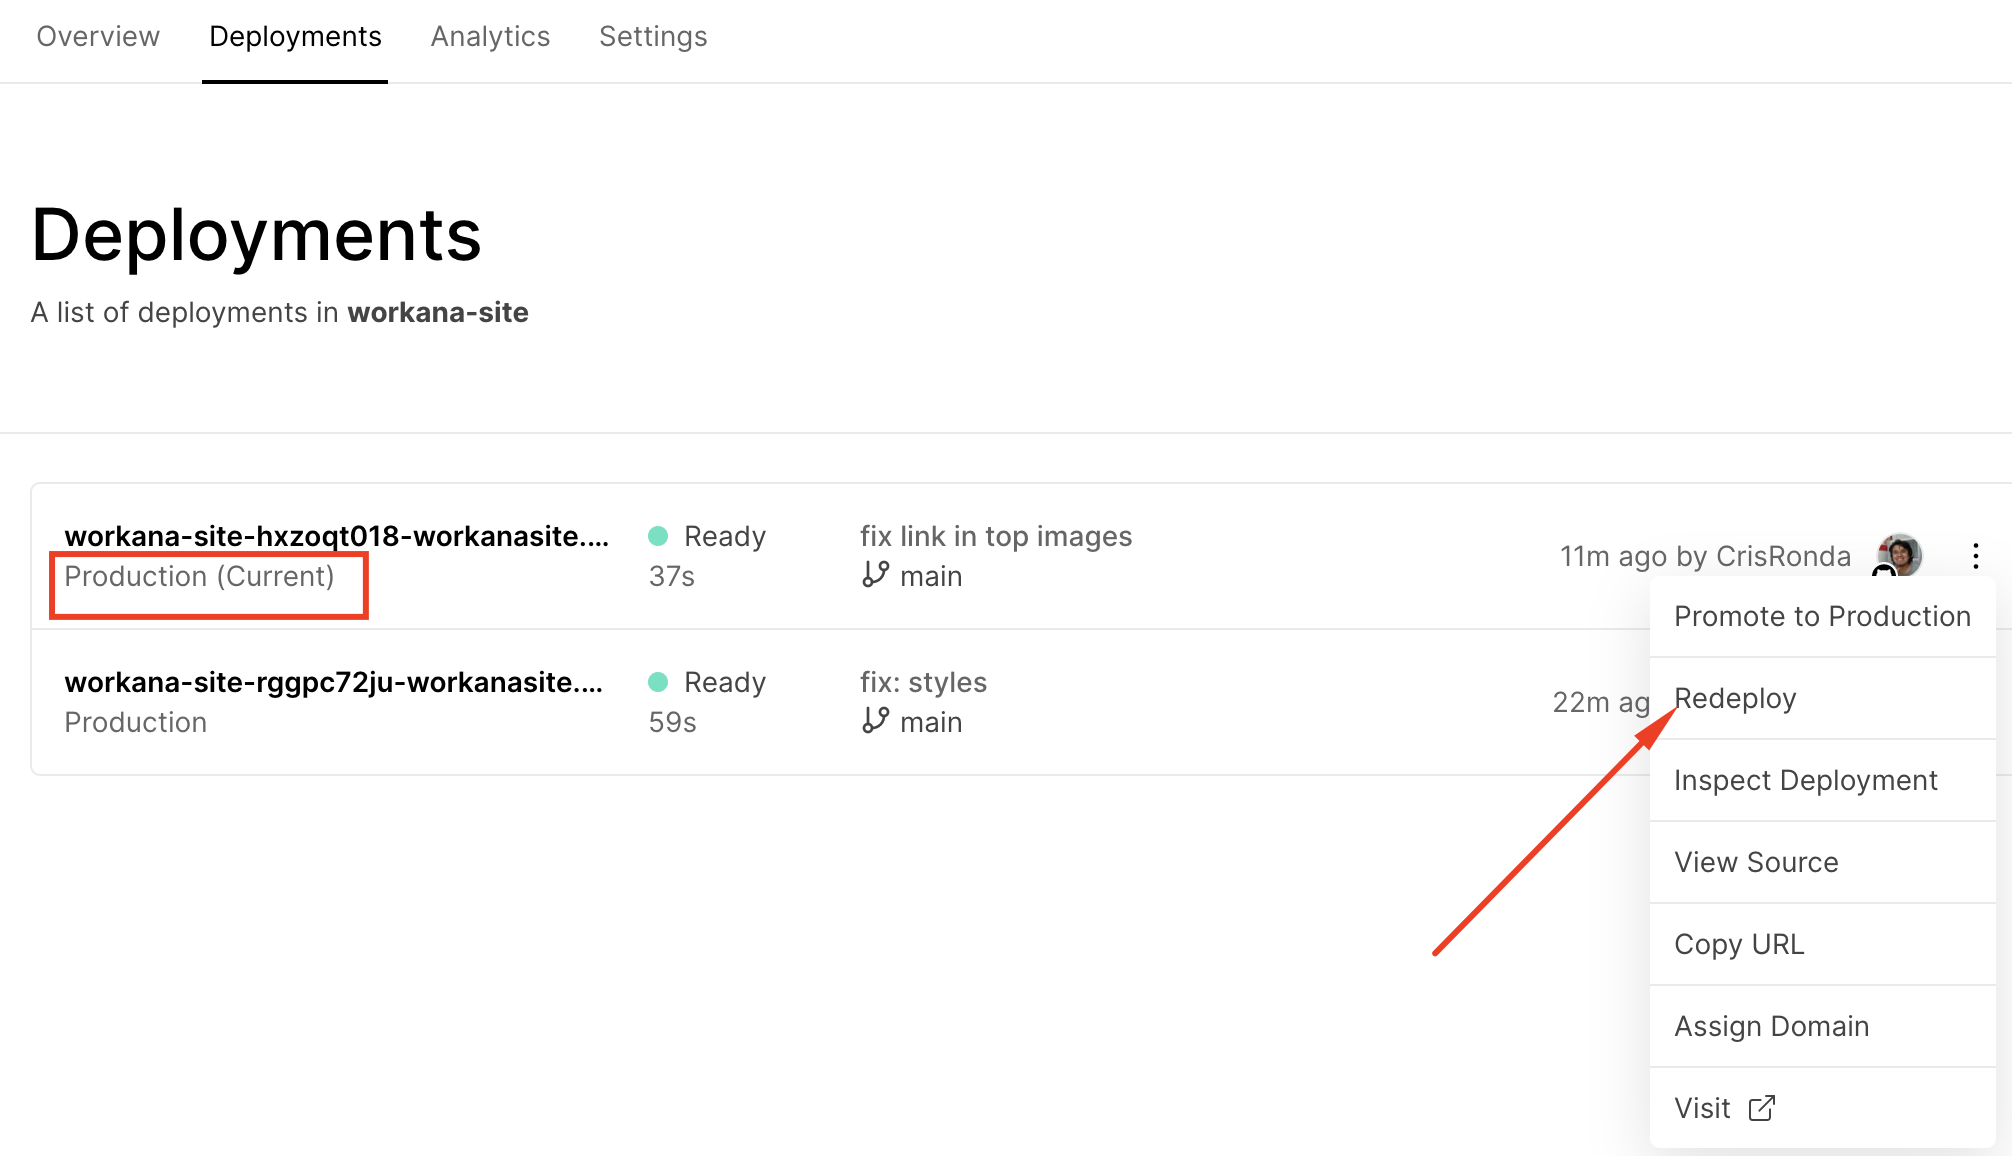 Overview Deployments Analytics Settings
Deployments
A list of deployments in workana-site
workana-site-hxzoqt018-workanasite.... Ready fix link in top images
Production (Current) 37s main
11m ago by CrisRonda
workana-site-rggpc72ju-workanasite.... Ready fix: styles
Production 59s main
22m ag
Promote to Production
Redeploy
Inspect Deployment
View Source
Copy URL
Assign Domain
Visit